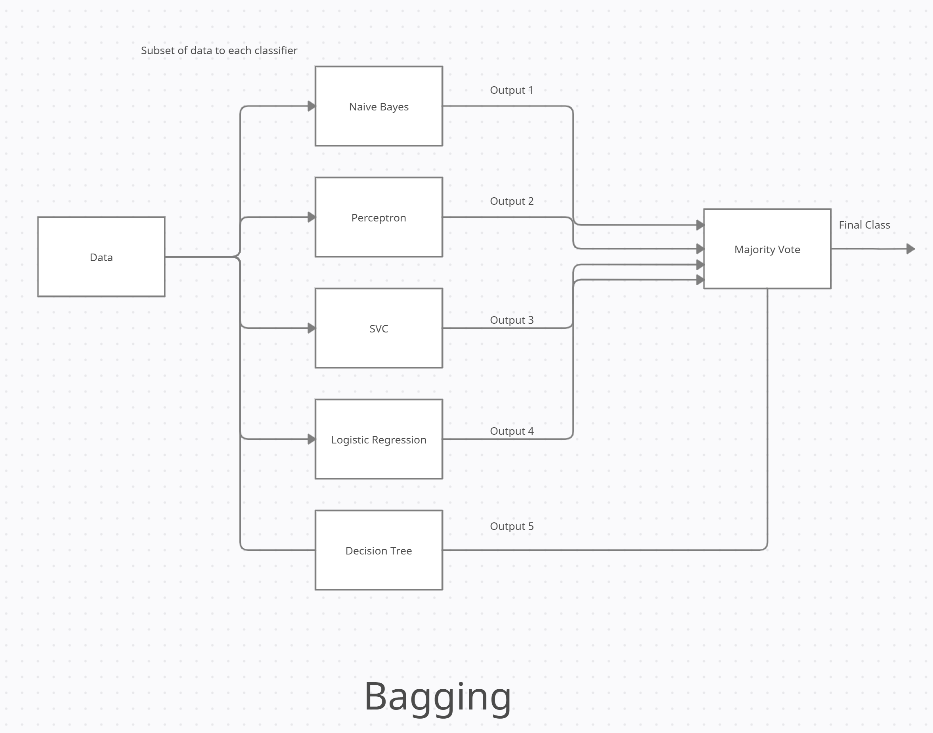 Subset of data to each classifier
Naive Bayes
Output 1
Perceptron
Output 2
Data
Majority Vote
Final Class
SVC
Output 3
Logistic Regression
Output 4
Decision Tree
Output 5
Bagging